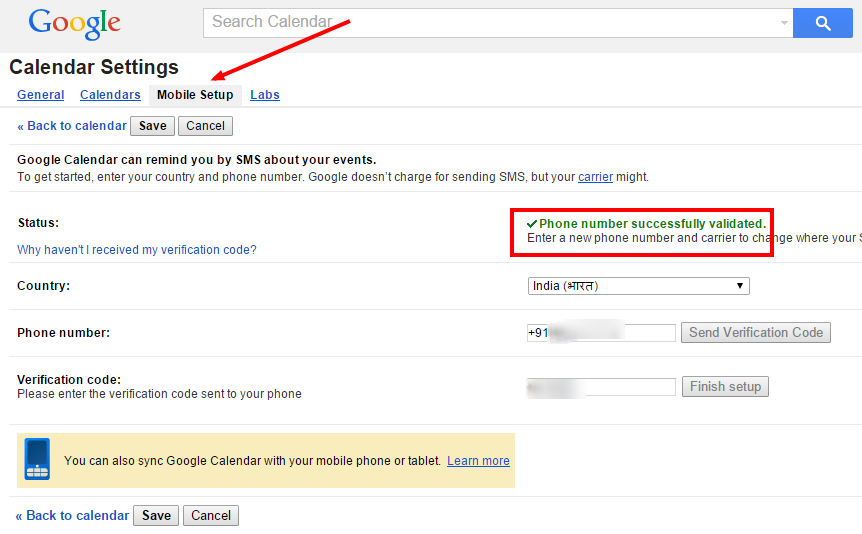 Google
Search Calendar
Calendar Settings
General Calendars Mobile Setup Labs
« Back to calendar Save Cancel
Google Calendar can remind you by SMS about your events.
To get started, enter your country and phone number. Google doesn't charge for sending SMS, but your carrier might.
Status:
✓ Phone number successfully validated.
Enter a new phone number and carrier to change where your S
Why haven't I received my verification code?
Country:
India (भारत)
Phone number:
+91
Send Verification Code
Verification code:
Please enter the verification code sent to your phone
Finish setup
You can also sync Google Calendar with your mobile phone or tablet. Learn more
« Back to calendar Save Cancel